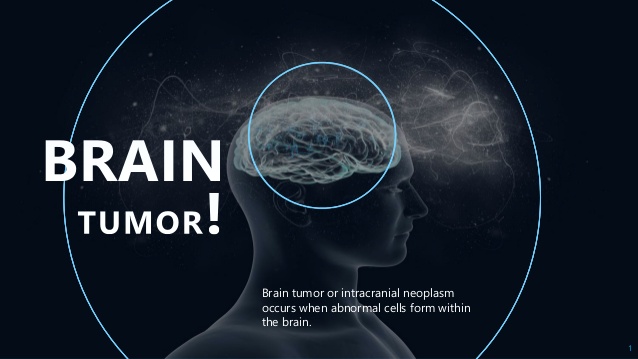 BRAIN
TUMOR!
Brain tumor or intracranial neoplasm
occurs when abnormal cells form within
the brain.
1